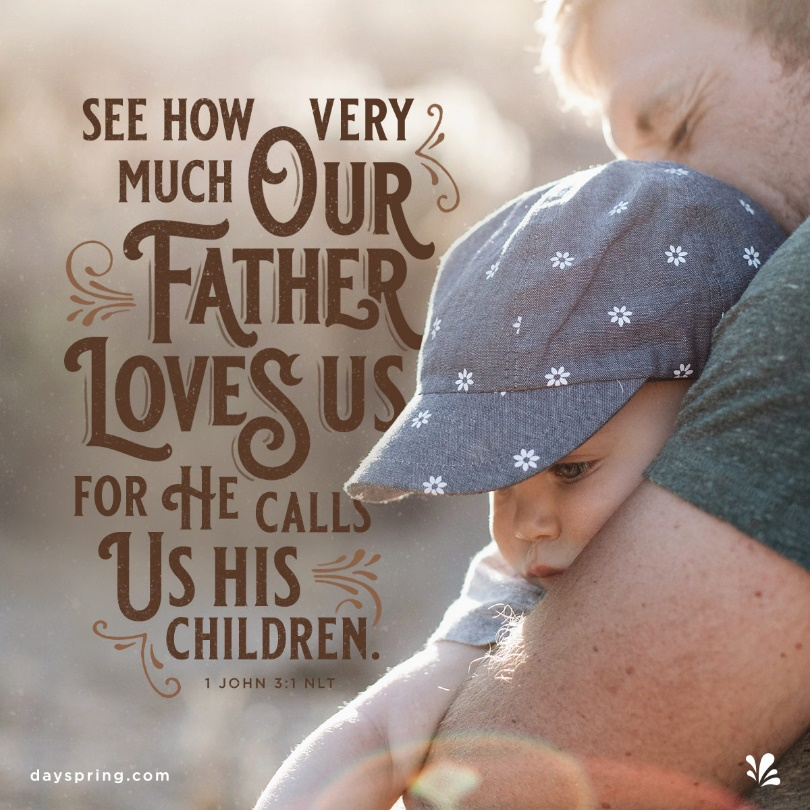 SEE HOW VERY
MUCH OUR
FATHER
LOVES US
FOR HE CALLS
US HIS
CHILDREN.
1 JOHN 3:1 NLT
dayspring.com